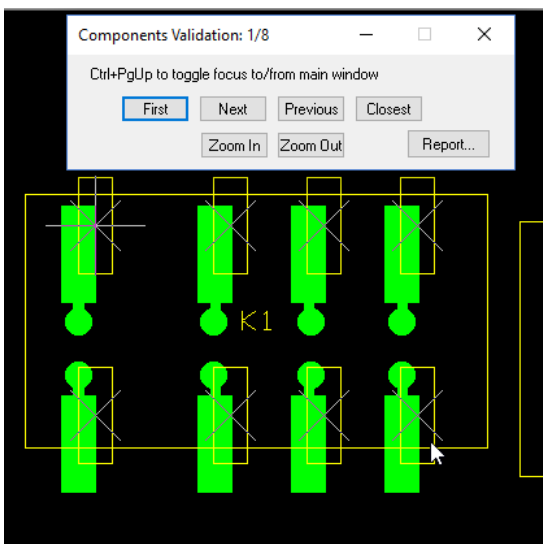 Components Validation: 1/8
Ctrl+PgUp to toggle focus to/from main window
First Next Previous Closest
Zoom In Zoom Out Report...
K1